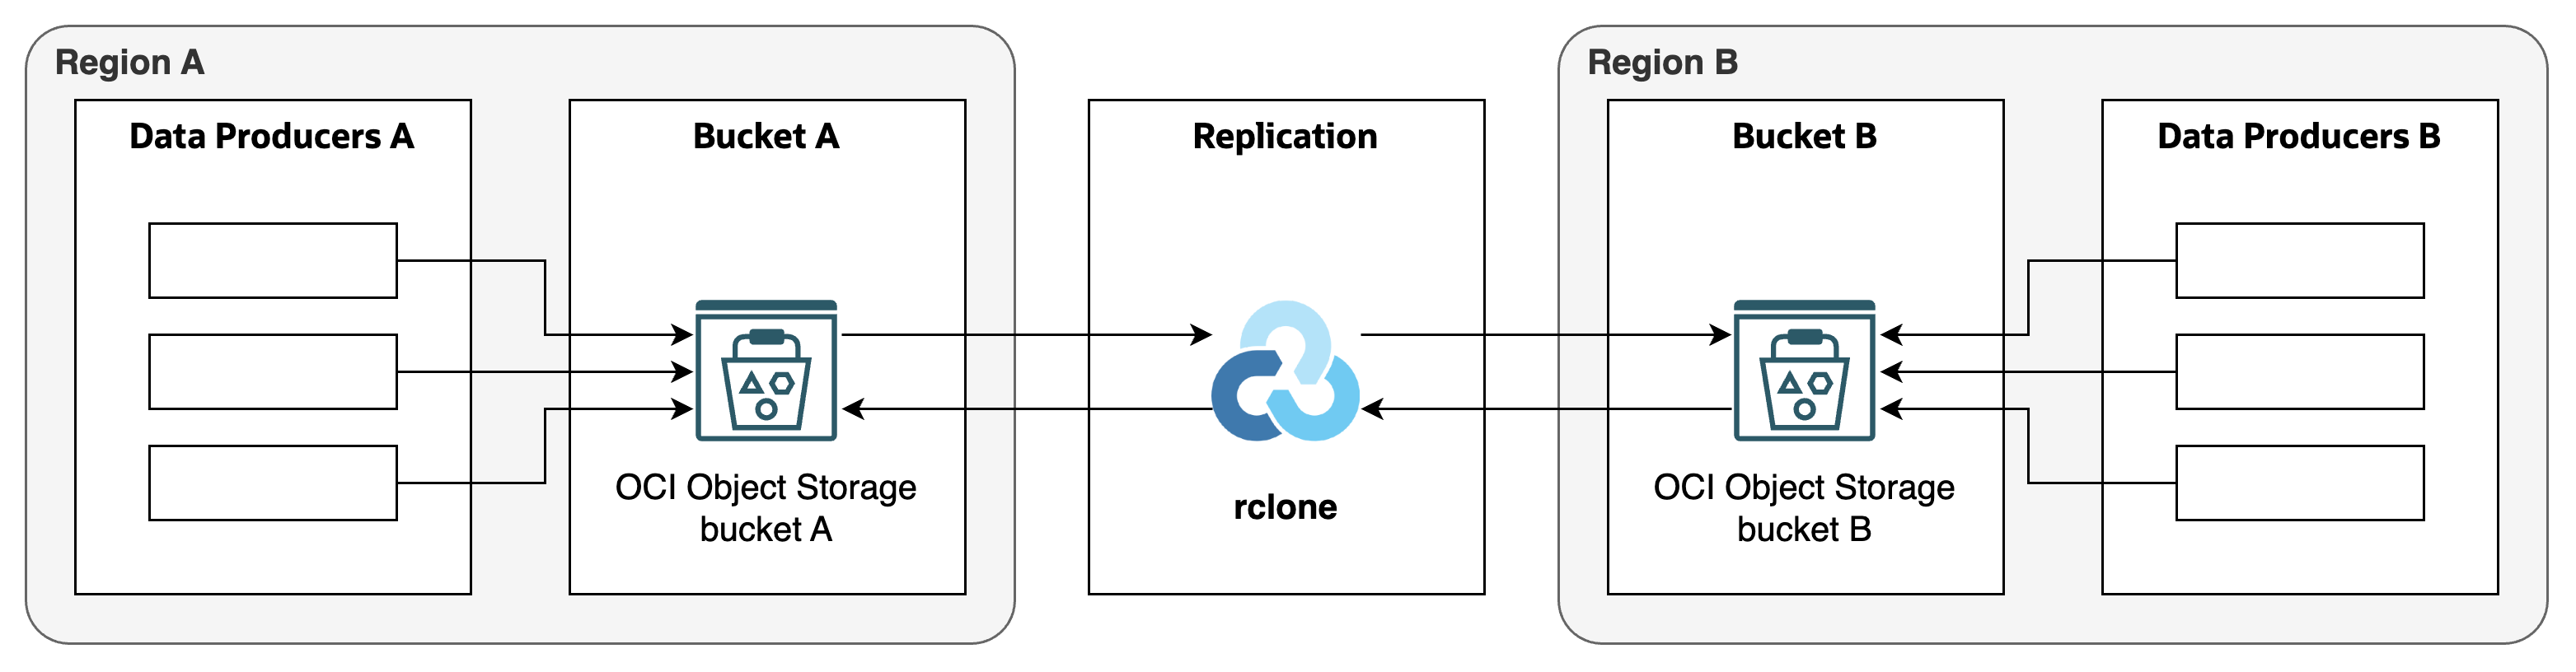 Region A
Data Producers A
Bucket A
OCI Object Storage
bucket A
Replication
rclone
Region B
Bucket B
OCI Object Storage
bucket B
Data Producers B